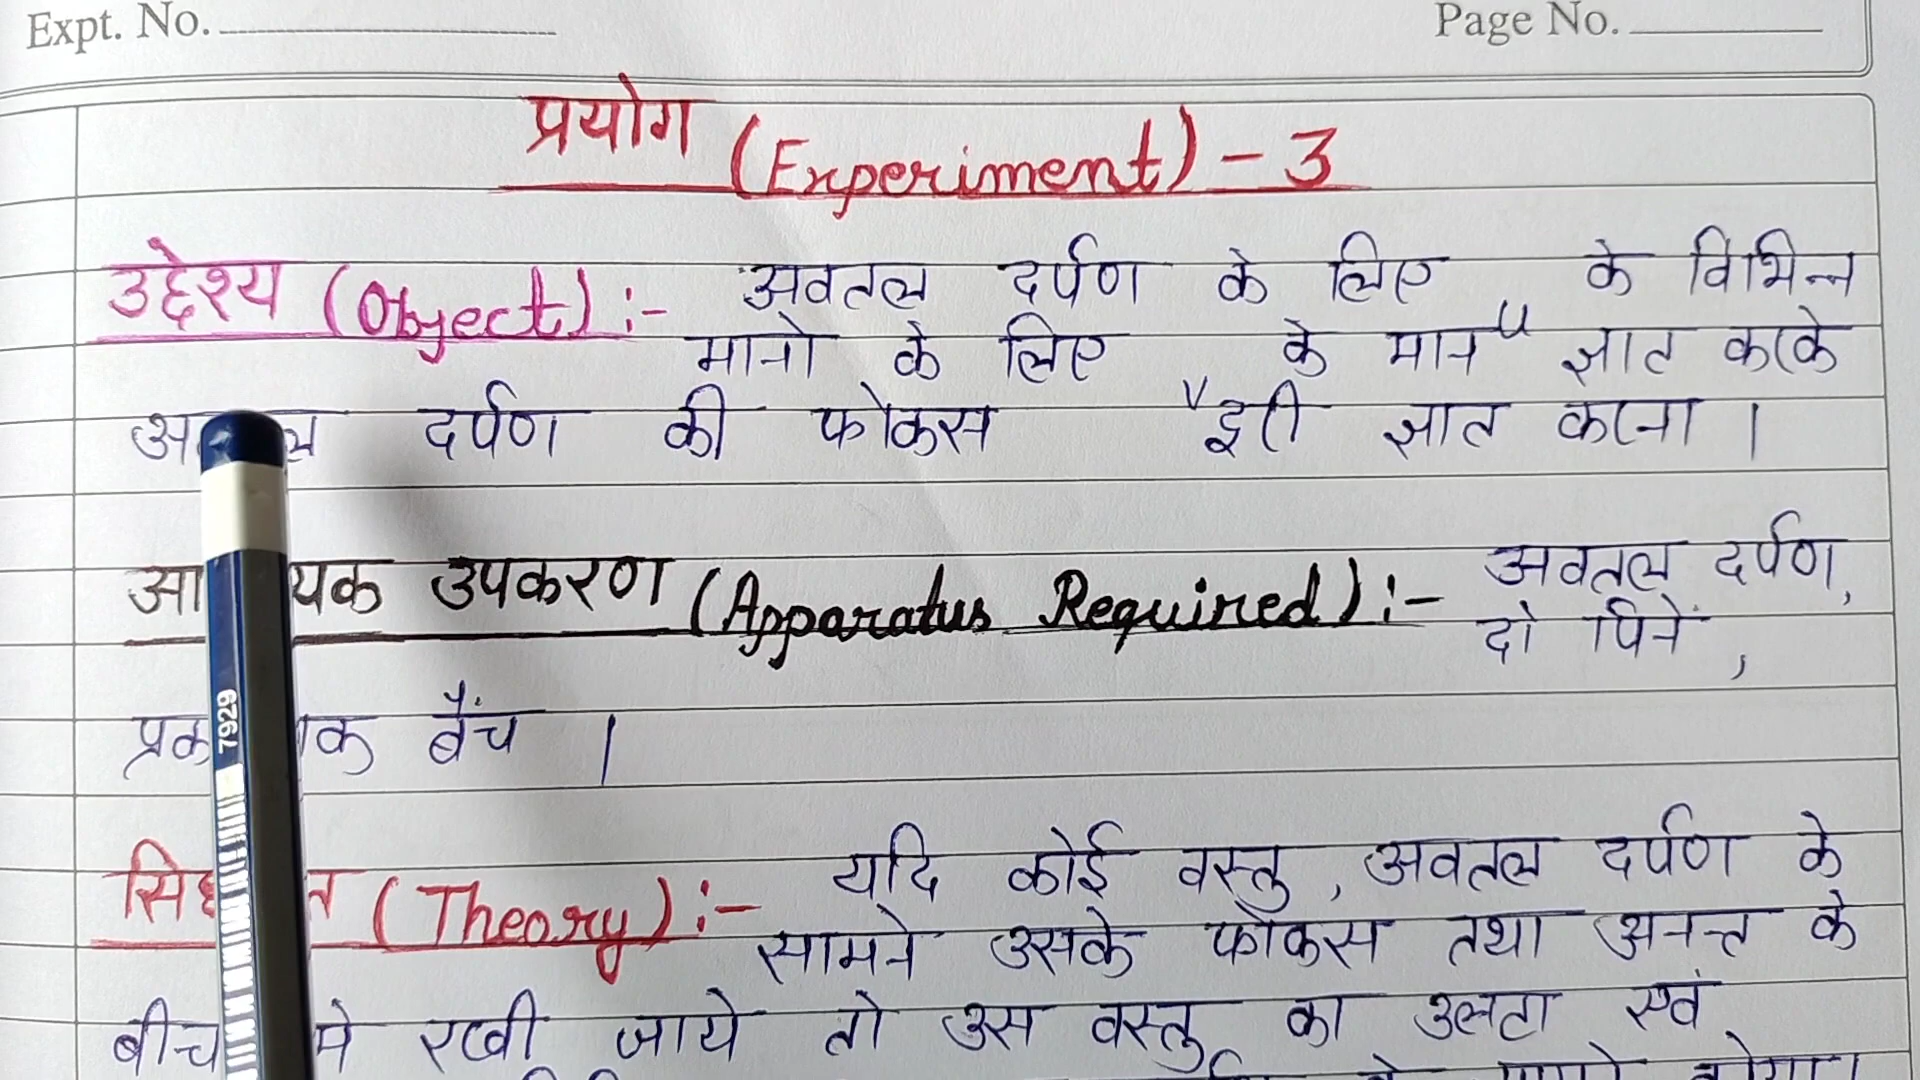 Expt. No. Page No.
प्रयोग (Experiment) - 3
उद्देश्य (Object) :- अवतल दर्पण के लिए के विभिन्न
मानो के लिए के मान u ज्ञात करके
दर्पण की फोकस दूरी ज्ञात करना ।
उपकरण (Apparatus Required) :- अवतल दर्पण,
दो पिनें,
बैंच ।
(Theory) :- यदि कोई वस्तु, अवतल दर्पण के
सामने उसके फोकस तथा अनन्त के
बीच मे रखी जाये तो उस वस्तु का उलटा एवं
7929